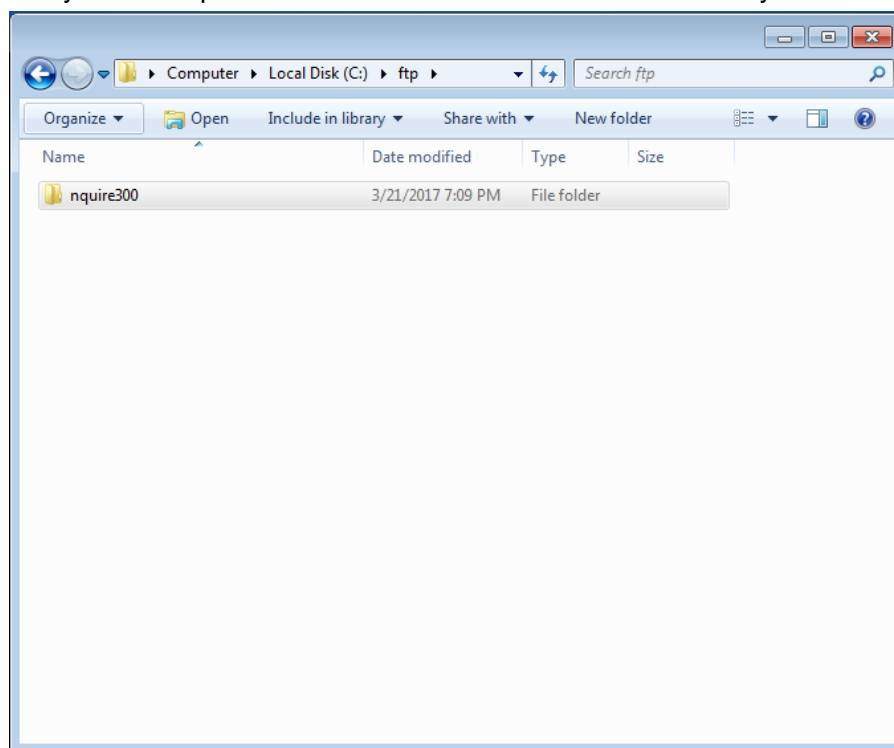 Computer Local Disk (C:) ftp Search ftp
Organize Open Include in library Share with New folder
Name Date modified Type Size
nquire300 3/21/2017 7:09 PM File folder